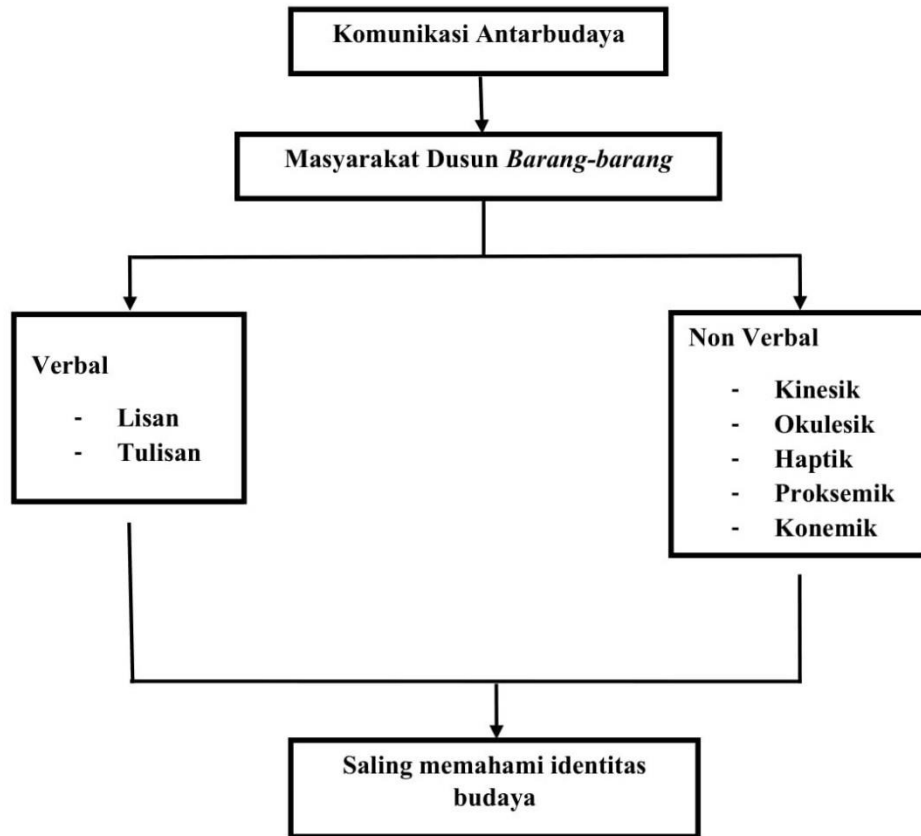 Komunikasi Antarbudaya
Masyarakat Dusun Barang-barang
Verbal
- Lisan
- Tulisan
Non Verbal
- Kinesik
- Okulesik
- Haptik
- Proksemik
- Konemik
Saling memahami identitas
budaya